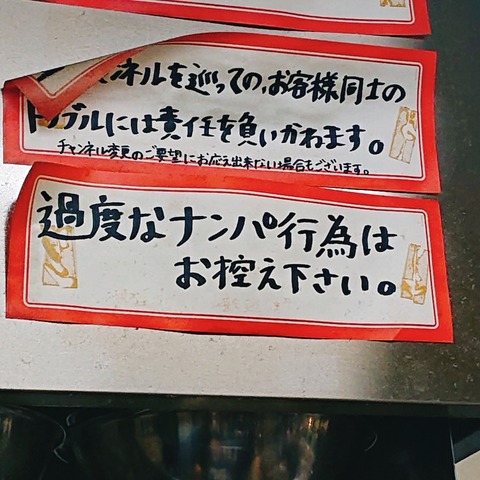 ンネルを巡っての、お客様同士の
トラブルには責任を負いかねます。
チャンネル変更のご要望にお応え出来ない場合もございます。
過度なナンパ行為は
お控え下さい。